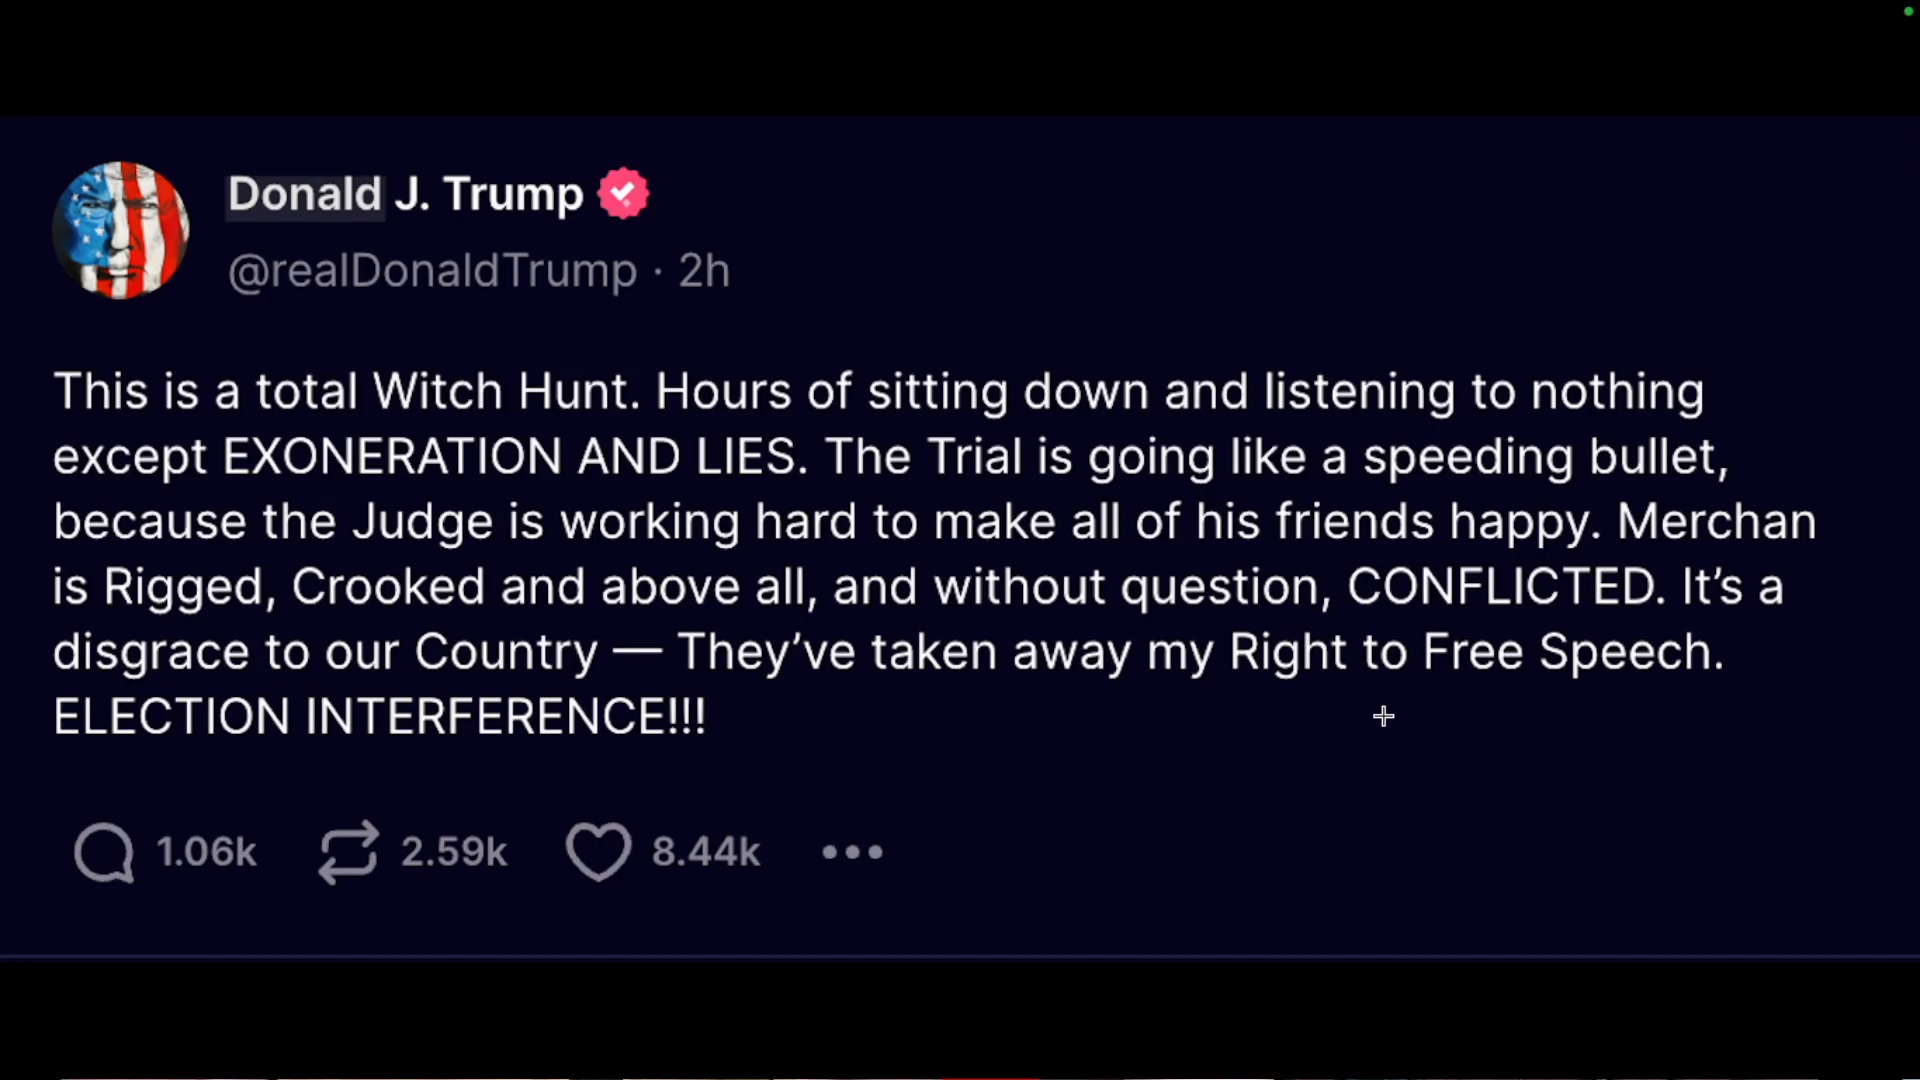 Donald J. Trump
@realDonaldTrump · 2h
This is a total Witch Hunt. Hours of sitting down and listening to nothing
except EXONERATION AND LIES. The Trial is going like a speeding bullet,
because the Judge is working hard to make all of his friends happy. Merchan
is Rigged, Crooked and above all, and without question, CONFLICTED. It’s a
disgrace to our Country — They’ve taken away my Right to Free Speech.
ELECTION INTERFERENCE!!!
1.06k 2.59k 8.44k